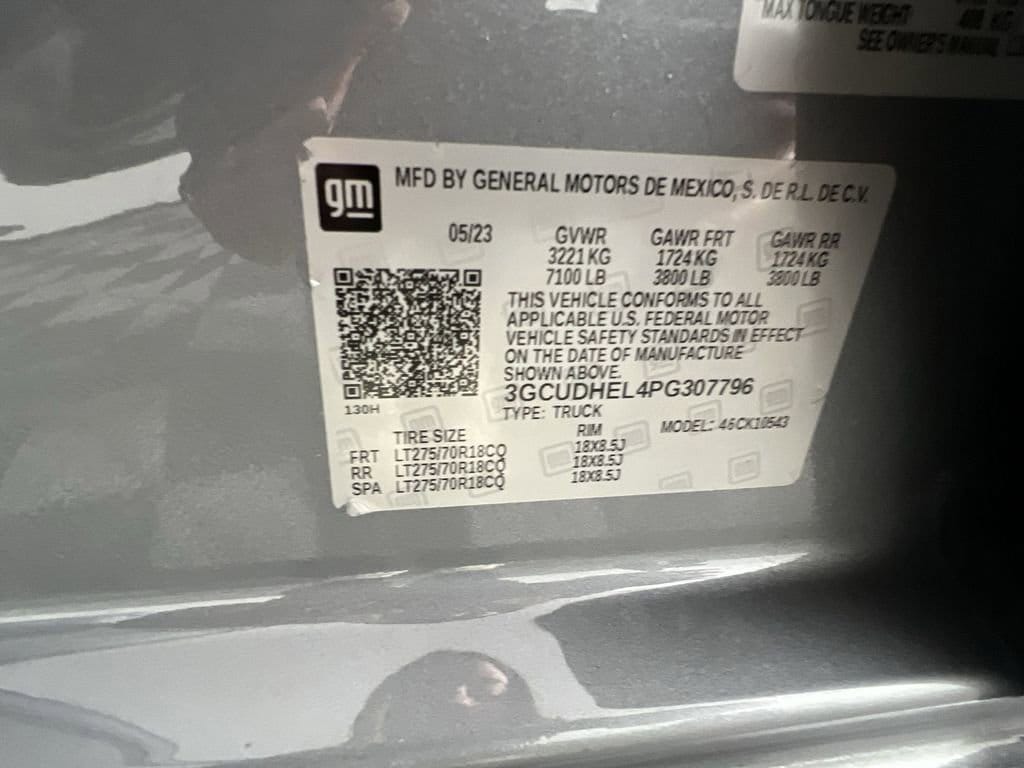 MAX TONGUE WEIGHT
SEE OWNER'S MANUAL
gm
MFD BY GENERAL MOTORS DE MEXICO, S. DE R.L. DE C.V.
05/23 GVWR GAWR FRT GAWR RR
3221 KG 1724 KG 1724 KG
7100 LB 3800 LB 3800 LB
THIS VEHICLE CONFORMS TO ALL
APPLICABLE U.S. FEDERAL MOTOR
VEHICLE SAFETY STANDARDS IN EFFECT
ON THE DATE OF MANUFACTURE
SHOWN ABOVE.
3GCUDHEL4PG307796
130H
TYPE: TRUCK
MODEL: 46CK10543
TIRE SIZE RIM
FRT LT275/70R18CQ 18X8.5J
RR LT275/70R18CQ 18X8.5J
SPA LT275/70R18CQ 18X8.5J